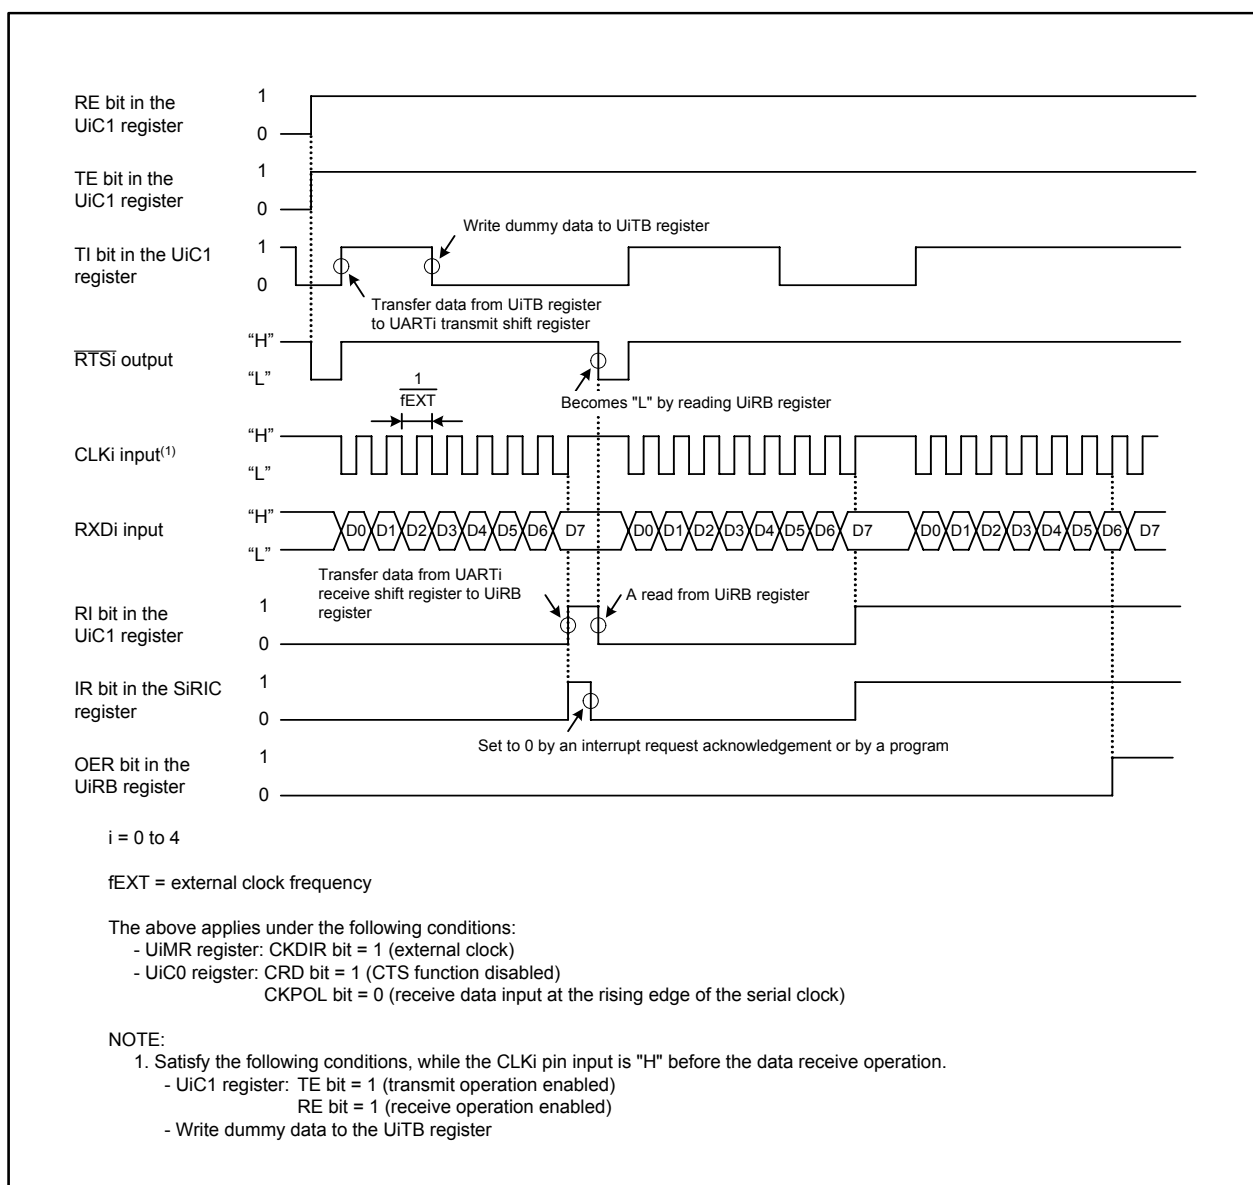 RE bit in the
UiC1 register
1
0
TE bit in the
UiC1 register
1
0
Write dummy data to UiTB register
TI bit in the UiC1
register
1
0
Transfer data from UiTB register
to UARTi transmit shift register
RTSi output
“H”
“L”
1
fEXT
Becomes "L" by reading UiRB register
CLKi input(1)
“H”
“L”
RXDi input
“H”
“L”
D0 D1 D2 D3 D4 D5 D6 D7 D0 D1 D2 D3 D4 D5 D6 D7 D0 D1 D2 D3 D4 D5 D6 D7
Transfer data from UARTi
receive shift register to UiRB
register
A read from UiRB register
RI bit in the
UiC1 register
1
0
IR bit in the SiRIC
register
1
0
Set to 0 by an interrupt request acknowledgement or by a program
OER bit in the
UiRB register
1
0
i = 0 to 4
fEXT = external clock frequency
The above applies under the following conditions:
- UiMR register: CKDIR bit = 1 (external clock)
- UiC0 reigster: CRD bit = 1 (CTS function disabled)
CKPOL bit = 0 (receive data input at the rising edge of the serial clock)
NOTE:
1. Satisfy the following conditions, while the CLKi pin input is "H" before the data receive operation.
- UiC1 register: TE bit = 1 (transmit operation enabled)
RE bit = 1 (receive operation enabled)
- Write dummy data to the UiTB register